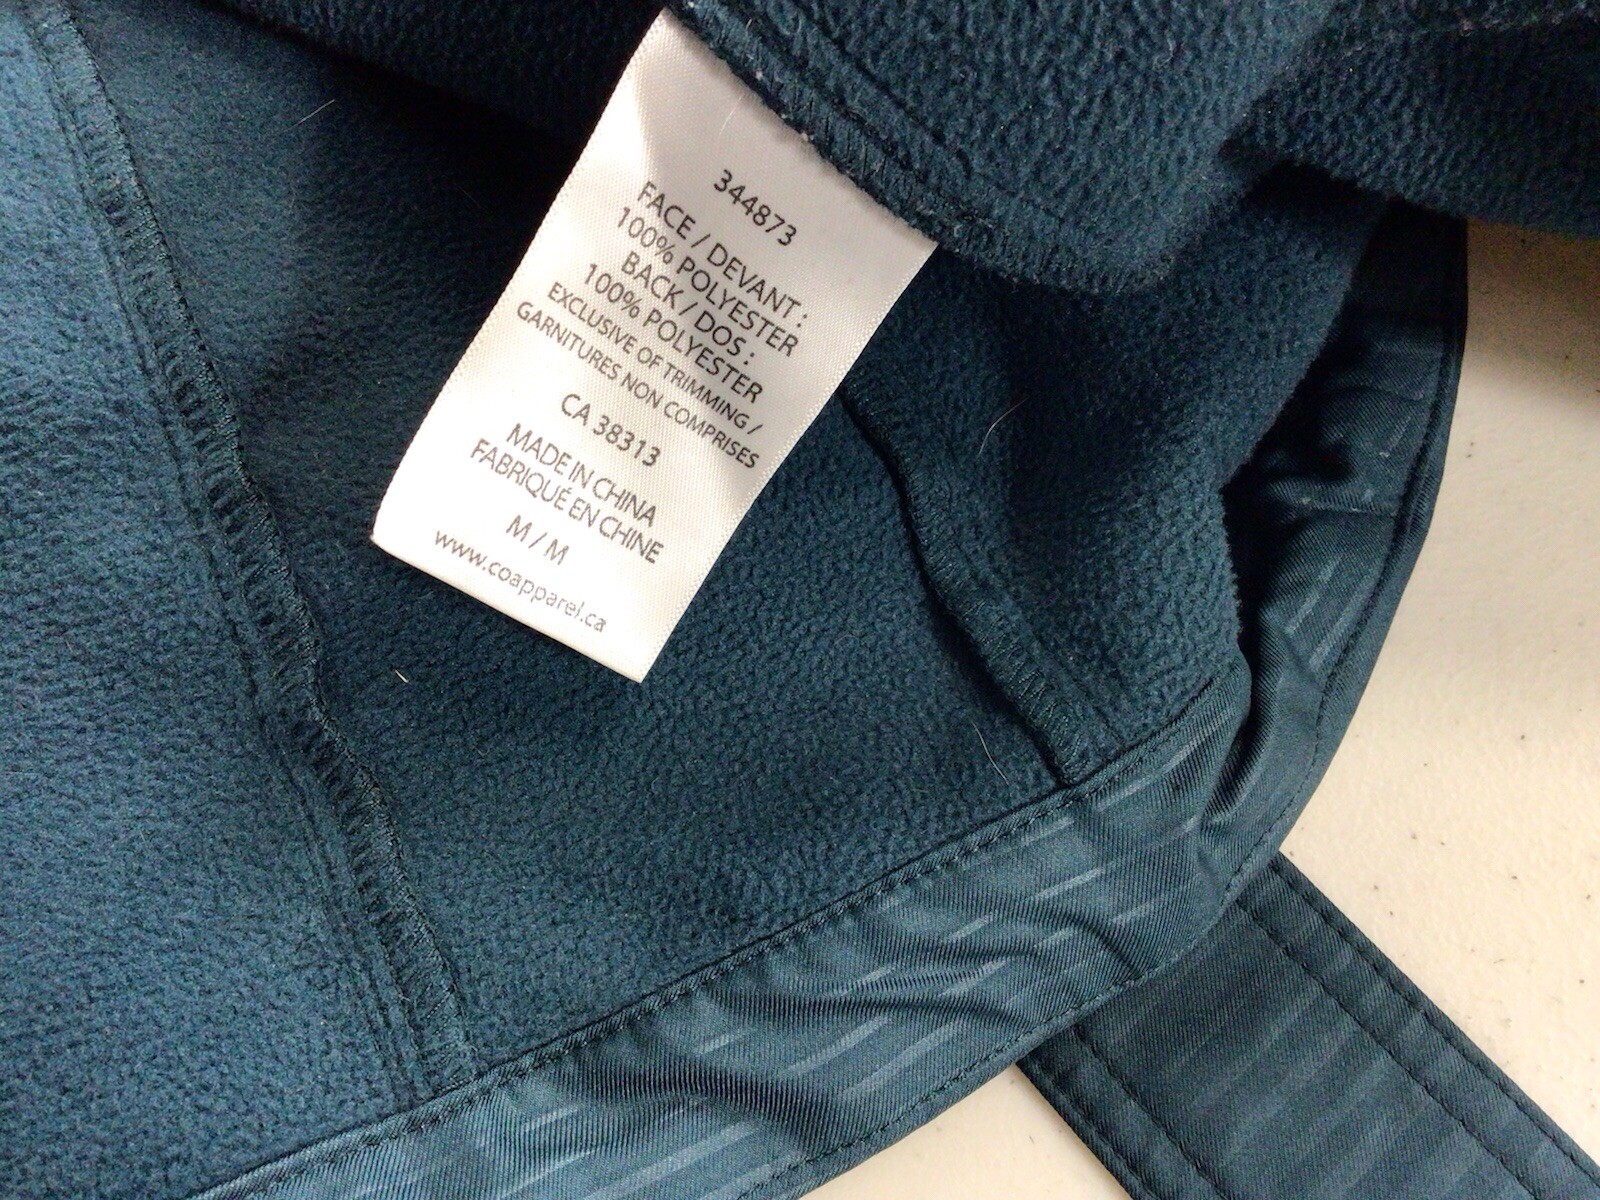 344873
FACE / DEVANT :
100% POLYESTER
BACK / DOS :
100% POLYESTER
EXCLUSIVE OF TRIMMING /
GARNITURES NON COMPRISES
CA 38313
MADE IN CHINA
FABRIQUÉ EN CHINE
M / M
www.coapparel.ca